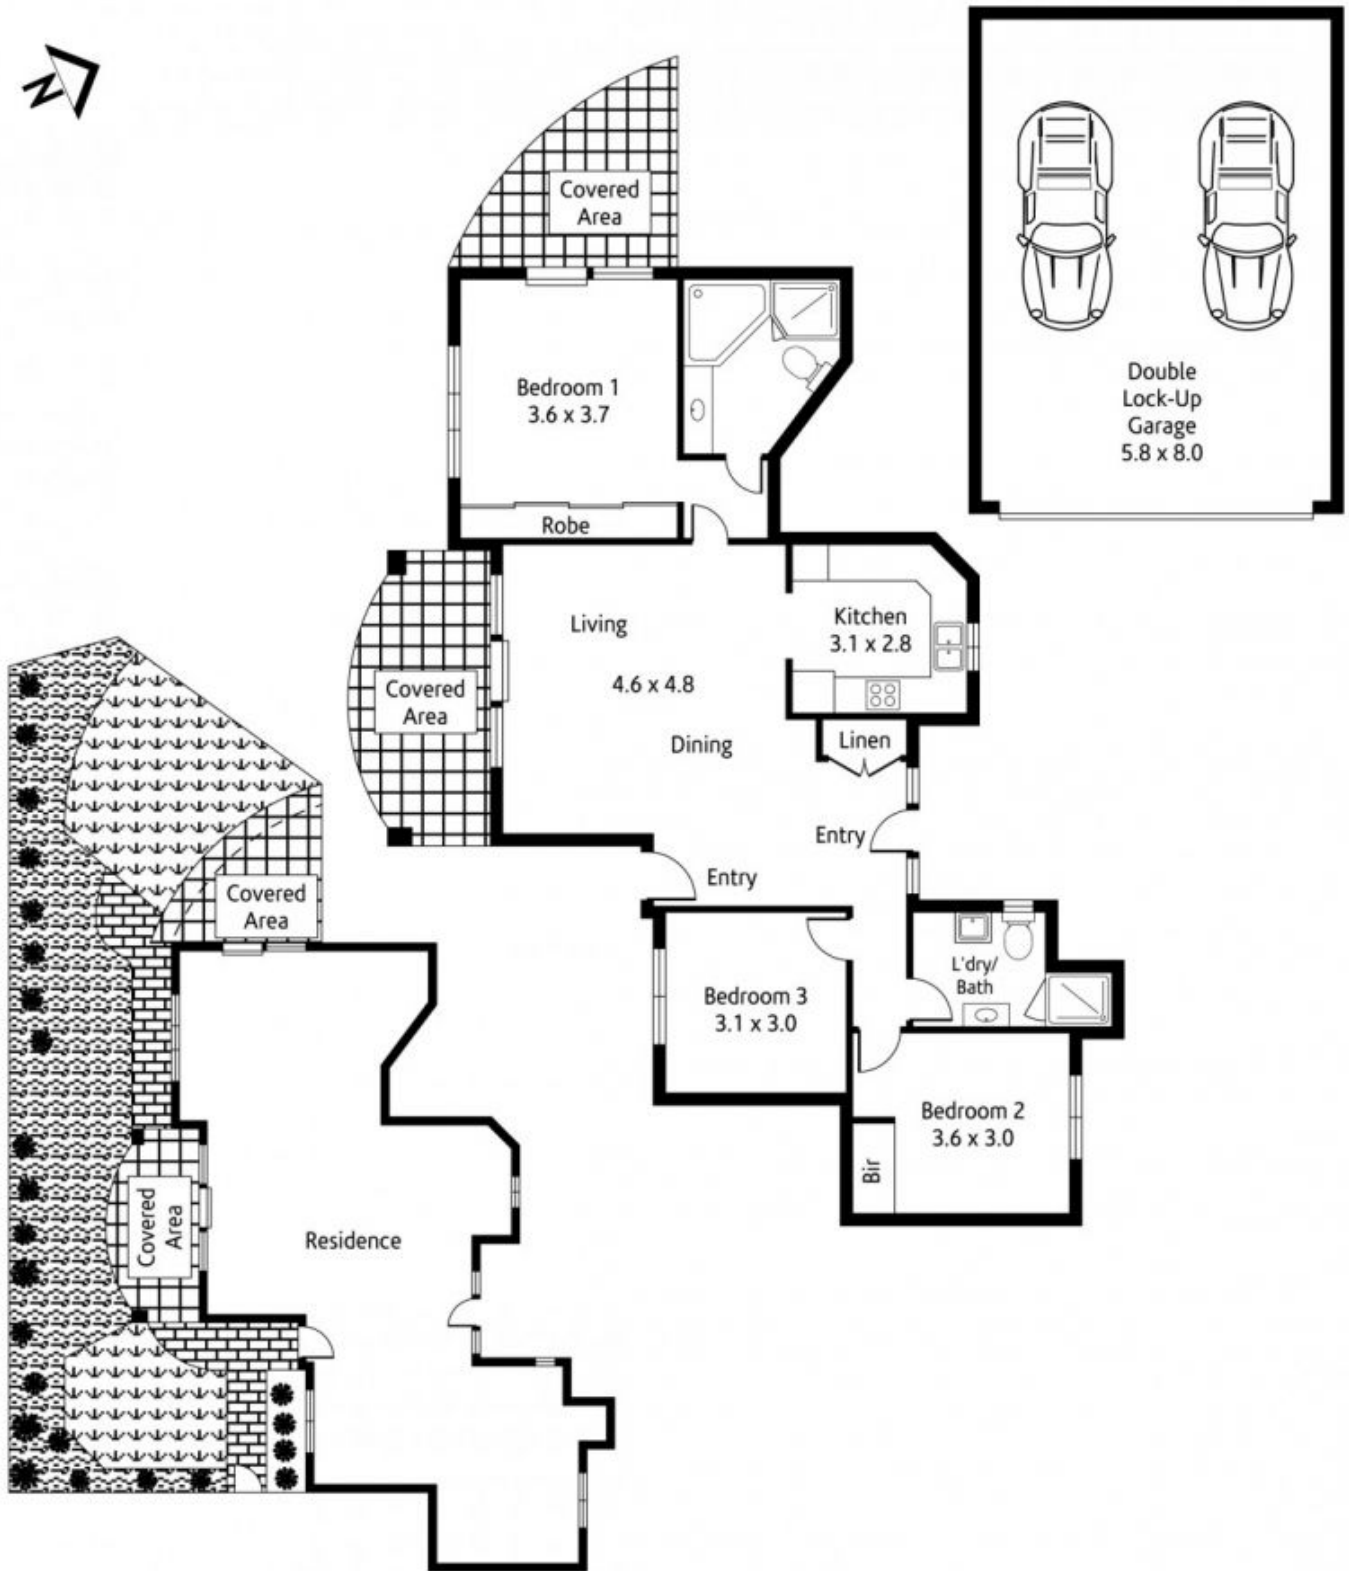 N
Covered
Area
Bedroom 1
3.6 x 3.7
Robe
Double
Lock-Up
Garage
5.8 x 8.0
Living
4.6 x 4.8
Dining
Kitchen
3.1 x 2.8
Linen
Covered
Area
Entry
Entry
Covered
Area
Bedroom 3
3.1 x 3.0
L'dry/
Bath
Bedroom 2
3.6 x 3.0
Bir
Covered
Area
Residence